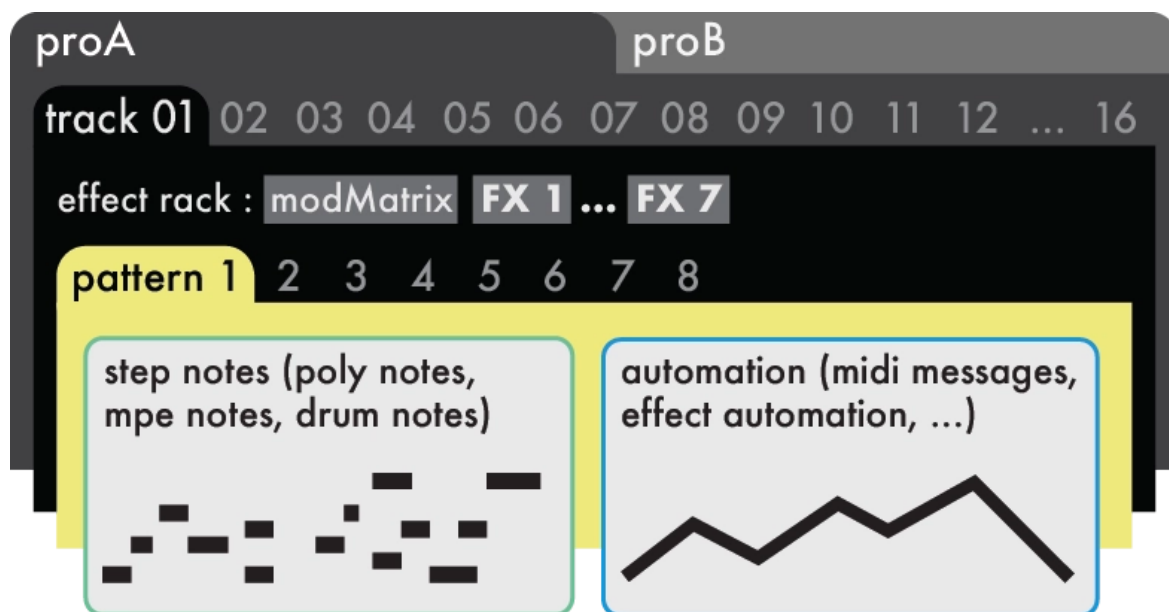 proA proB
track 01 02 03 04 05 06 07 08 09 10 11 12 ... 16
effect rack : modMatrix FX 1 ... FX 7
pattern 1 2 3 4 5 6 7 8
step notes (poly notes,
mpe notes, drum notes)
automation (midi messages,
effect automation, ...)